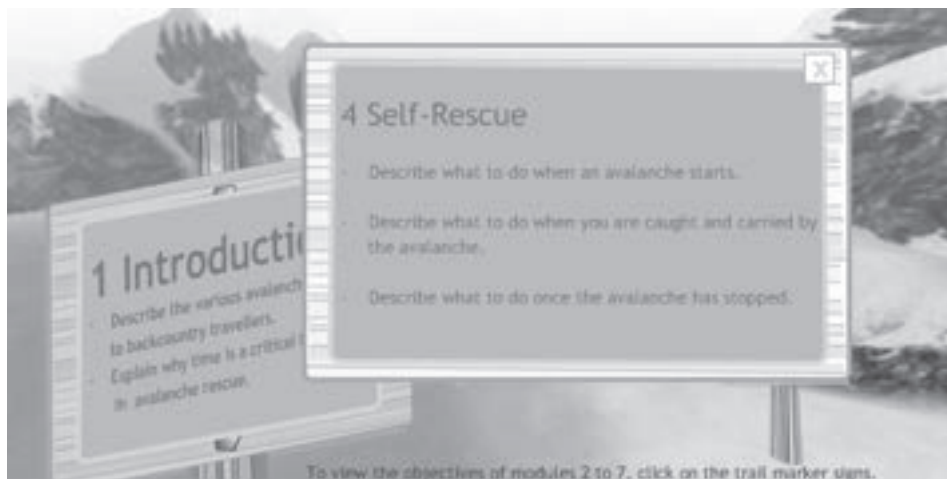 X
4 Self-Rescue
- Describe what to do when an avalanche starts.
- Describe what to do when you are caught and carried by
the avalanche.
- Describe what to do once the avalanche has stopped.
1 Introducti
- Describe the various avalanch
to backcountry travellers.
- Explain why time is a critical
in avalanche rescue.
To view the objectives of modules 2 to 7, click on the trail marker signs.